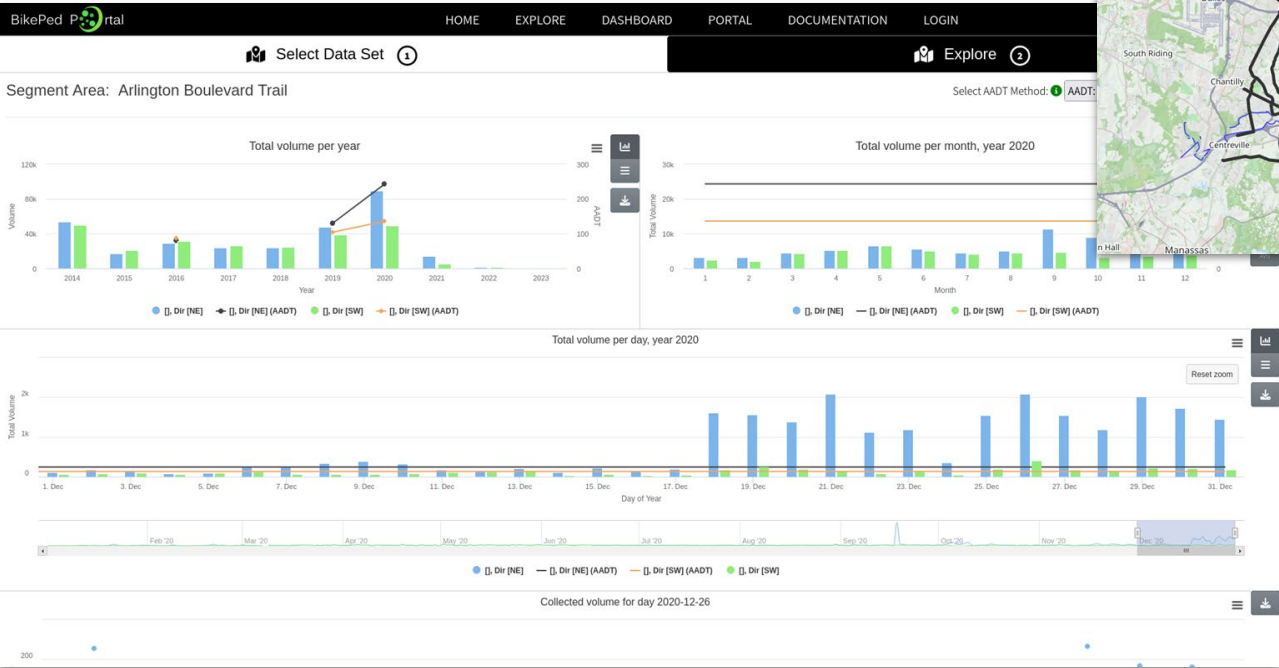 BikePed Portal
HOME EXPLORE DASHBOARD PORTAL DOCUMENTATION LOGIN
Select Data Set 1
Explore 2
Segment Area: Arlington Boulevard Trail
Select AADT Method: i AADT:
South Riding
Chantilly
Centreville
n Hall
Manassas
Total volume per year
120k
80k
40k
0
Volume
300
200
100
0
AADT
2014 2015 2016 2017 2018 2019 2020 2021 2022 2023
Year
[], Dir [NE] [], Dir [NE] (AADT) [], Dir [SW] [], Dir [SW] (AADT)
Total volume per month, year 2020
30k
20k
10k
0
Total Volume
0
1 2 3 4 5 6 7 8 9 10 11 12
Month
[], Dir [NE] [], Dir [NE] (AADT) [], Dir [SW] [], Dir [SW] (AADT)
Total volume per day, year 2020
Reset zoom
2k
1k
0
Total Volume
1. Dec 3. Dec 5. Dec 7. Dec 9. Dec 11. Dec 13. Dec 15. Dec 17. Dec 19. Dec 21. Dec 23. Dec 25. Dec 27. Dec 29. Dec 31. Dec
Day of Year
Feb '20 Mar '20 Apr '20 May '20 Jun '20 Jul '20 Aug '20 Sep '20 Oct '20 Nov '20 Dec '20
[], Dir [NE] [], Dir [NE] (AADT) [], Dir [SW] (AADT) [], Dir [SW]
Collected volume for day 2020-12-26
200